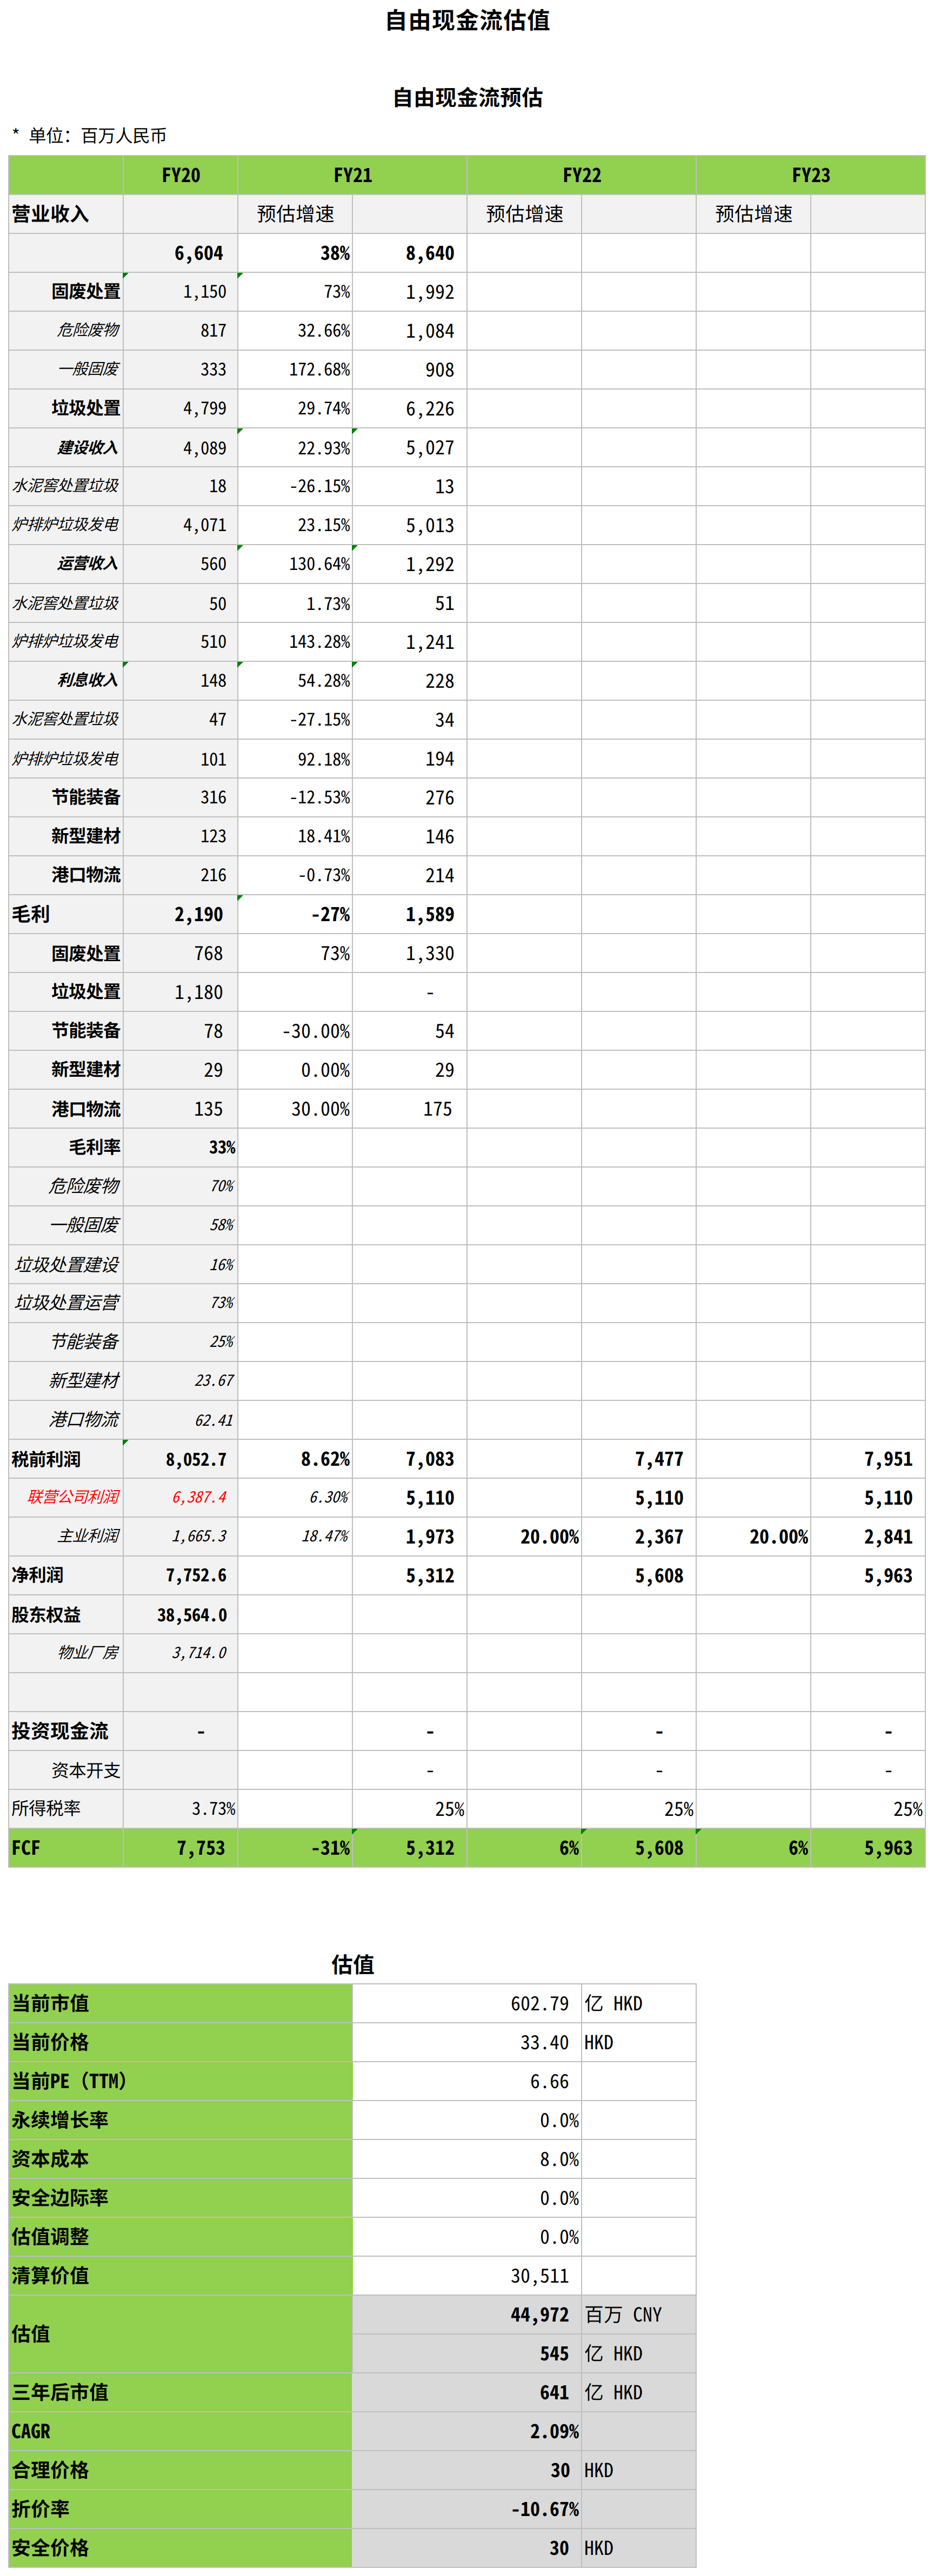 自由现金流估值
自由现金流预估
* 单位：百万人民币
FY20 FY21 FY22 FY23
营业收入 预估增速 预估增速 预估增速
6,604 38% 8,640
固废处置 1,150 73% 1,992
危险废物 817 32.66% 1,084
一般固废 333 172.68% 908
垃圾处置 4,799 29.74% 6,226
建设收入 4,089 22.93% 5,027
水泥窑处置垃圾 18 -26.15% 13
炉排炉垃圾发电 4,071 23.15% 5,013
运营收入 560 130.64% 1,292
水泥窑处置垃圾 50 1.73% 51
炉排炉垃圾发电 510 143.28% 1,241
利息收入 148 54.28% 228
水泥窑处置垃圾 47 -27.15% 34
炉排炉垃圾发电 101 92.18% 194
节能装备 316 -12.53% 276
新型建材 123 18.41% 146
港口物流 216 -0.73% 214
毛利 2,190 -27% 1,589
固废处置 768 73% 1,330
垃圾处置 1,180 -
节能装备 78 -30.00% 54
新型建材 29 0.00% 29
港口物流 135 30.00% 175
毛利率 33%
危险废物 70%
一般固废 58%
垃圾处置建设 16%
垃圾处置运营 73%
节能装备 25%
新型建材 23.67
港口物流 62.41
税前利润 8,052.7 8.62% 7,083 7,477 7,951
联营公司利润 6,387.4 6.30% 5,110 5,110 5,110
主业利润 1,665.3 18.47% 1,973 20.00% 2,367 20.00% 2,841
净利润 7,752.6 5,312 5,608 5,963
股东权益 38,564.0
物业厂房 3,714.0
投资现金流 - - - -
资本开支 - - -
所得税率 3.73% 25% 25% 25%
FCF 7,753 -31% 5,312 6% 5,608 6% 5,963
估值
当前市值 602.79 亿 HKD
当前价格 33.40 HKD
当前PE（TTM） 6.66
永续增长率 0.0%
资本成本 8.0%
安全边际率 0.0%
估值调整 0.0%
清算价值 30,511
估值 44,972 百万 CNY
545 亿 HKD
三年后市值 641 亿 HKD
CAGR 2.09%
合理价格 30 HKD
折价率 -10.67%
安全价格 30 HKD